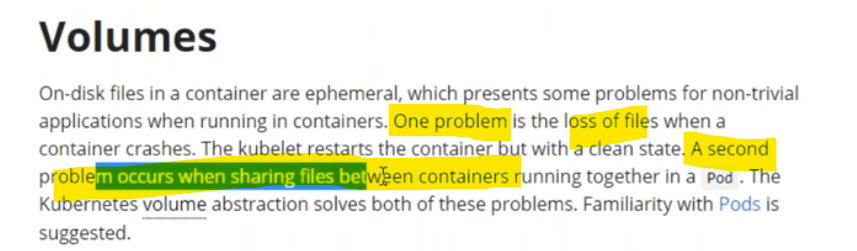 Volumes
On-disk files in a container are ephemeral, which presents some problems for non-trivial
applications when running in containers. One problem is the loss of files when a
container crashes. The kubelet restarts the container but with a clean state. A second
problem occurs when sharing files between containers running together in a Pod. The
Kubernetes volume abstraction solves both of these problems. Familiarity with Pods is
suggested.